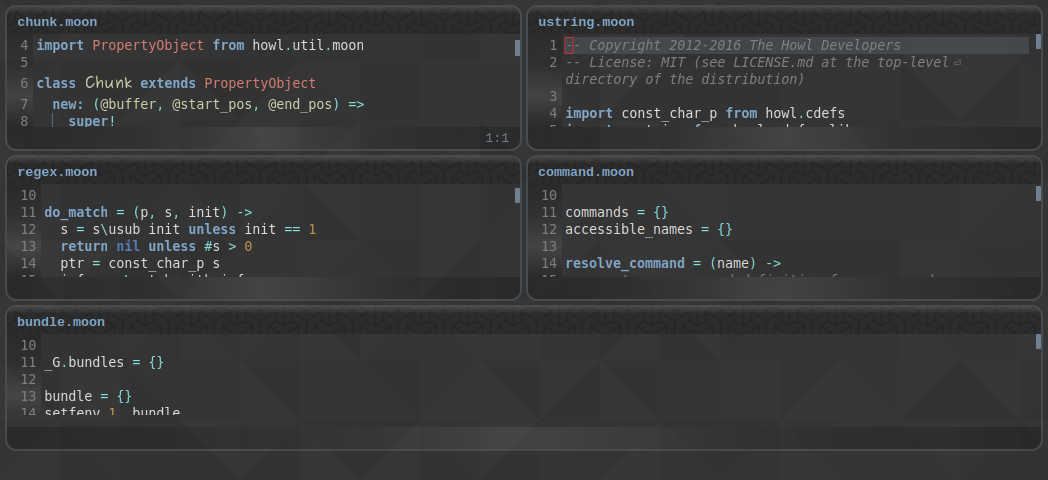 chunk.moon
4 import PropertyObject from howl.util.moon
5
6 class Chunk extends PropertyObject
7 new: (@buffer, @start_pos, @end_pos) =>
8 super!
1:1
ustring.moon
1 -- Copyright 2012-2016 The Howl Developers
2 -- License: MIT (see LICENSE.md at the top-level ⏎
directory of the distribution)
3
4 import const_char_p from howl.cdefs
regex.moon
10
11 do_match = (p, s, init) ->
12 s = s\usub init unless init == 1
13 return nil unless #s > 0
14 ptr = const_char_p s
command.moon
10
11 commands = {}
12 accessible_names = {}
13
14 resolve_command = (name) ->
bundle.moon
10
11 _G.bundles = {}
12
13 bundle = {}
14 setfenv 1, bundle